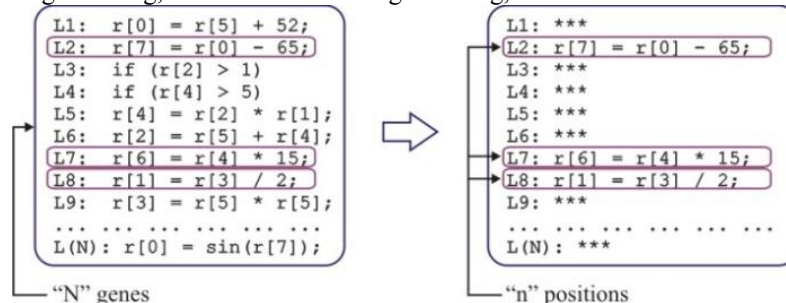 L1: r[0] = r[5] + 52;
L2: r[7] = r[0] - 65;
L3: if (r[2] > 1)
L4: if (r[4] > 5)
L5: r[4] = r[2] * r[1];
L6: r[2] = r[5] + r[4];
L7: r[6] = r[4] * 15;
L8: r[1] = r[3] / 2;
L9: r[3] = r[5] * r[5];
... ... ... ... ... ...
L(N): r[0] = sin(r[7]);
"N" genes
L1: ***
L2: r[7] = r[0] - 65;
L3: ***
L4: ***
L5: ***
L6: ***
L7: r[6] = r[4] * 15;
L8: r[1] = r[3] / 2;
L9: ***
... ... ... ... ... ...
L(N): ***
"n" positions